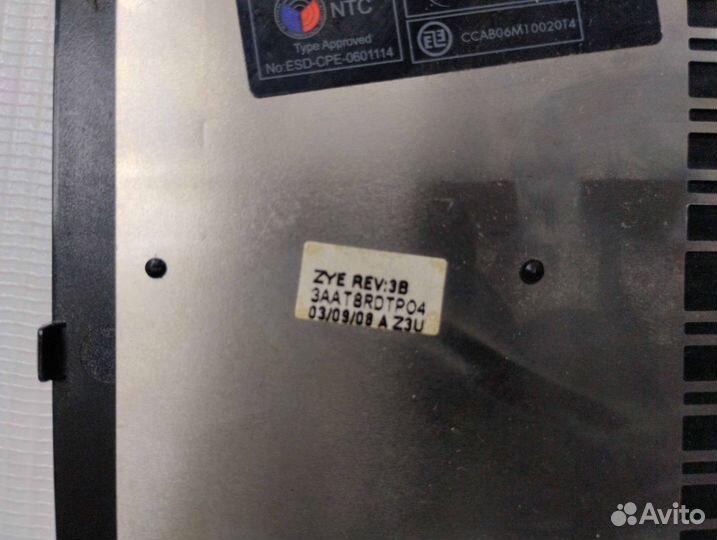 NTC
Type Approved
No:ESD-CPE-0601114
CCAB06M10020T4
ZYE REV:3B
3AAT8RDTP04
03/09/08 A Z3U
Avito